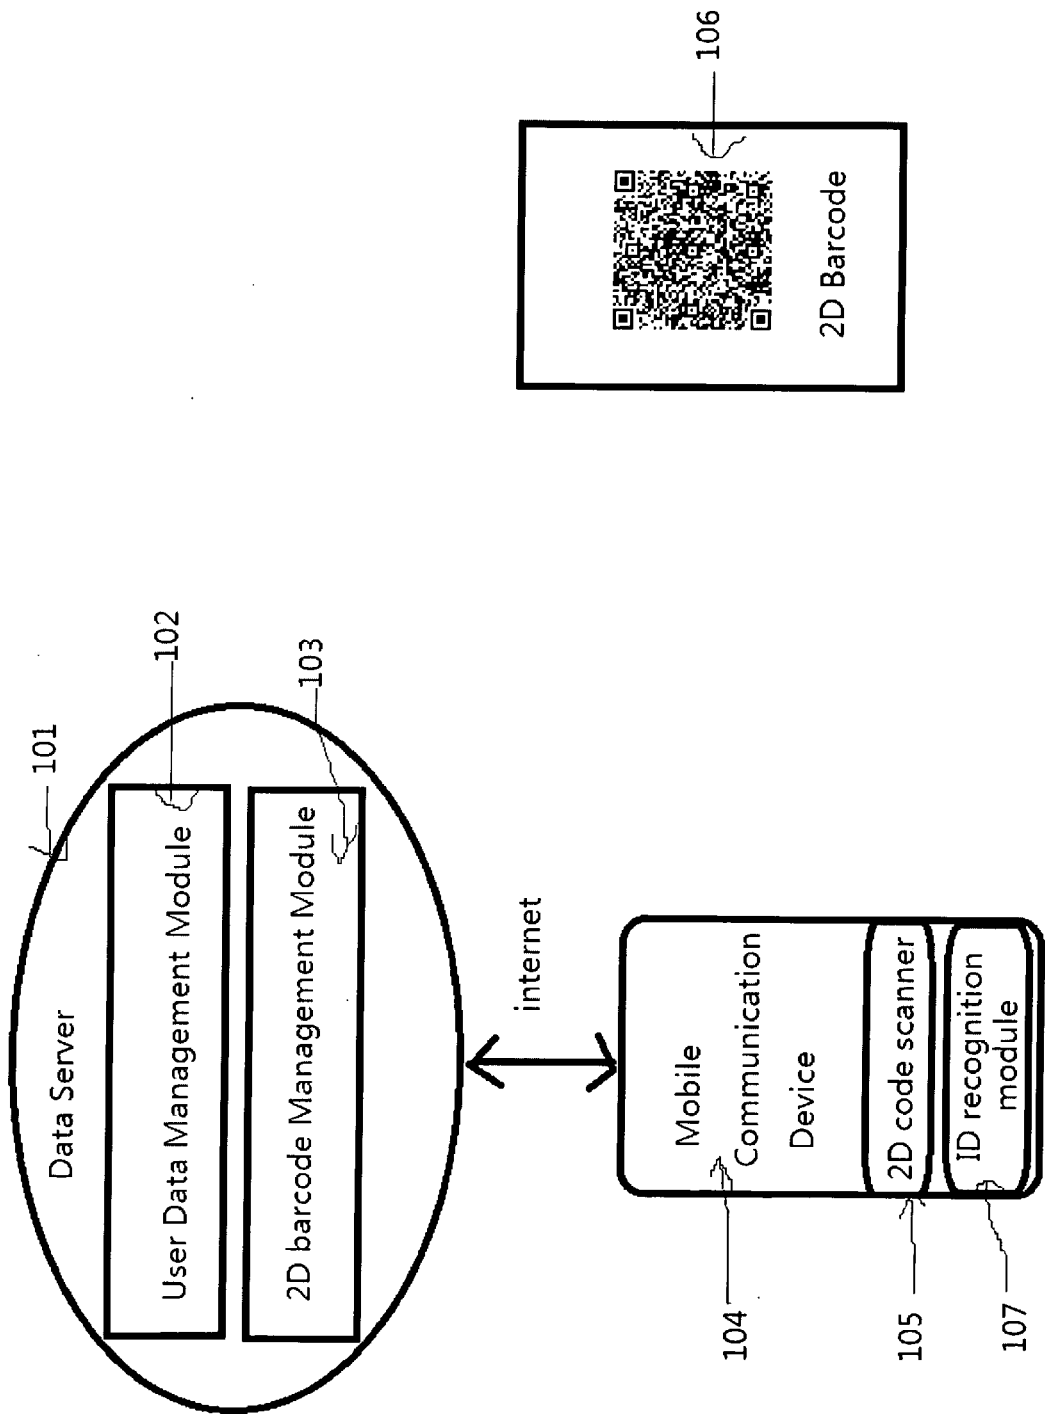 101
Data Server
102
User Data Management Module
103
2D barcode Management Module
internet
104
Mobile
Communication
Device
105
2D code scanner
107
ID recognition
module
106
2D Barcode